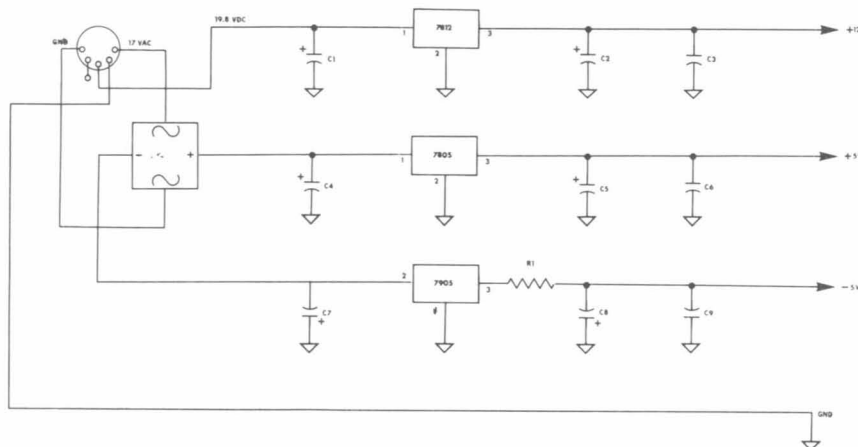 19.8 VDC
GND
17 VAC
1
7812
3
2
+
C1
+
C2
C3
+12
-
+
1
7805
3
2
+
C4
+
C5
C6
+5
2
7905
3
R1
C7
+
C8
+
C9
-5V
GND